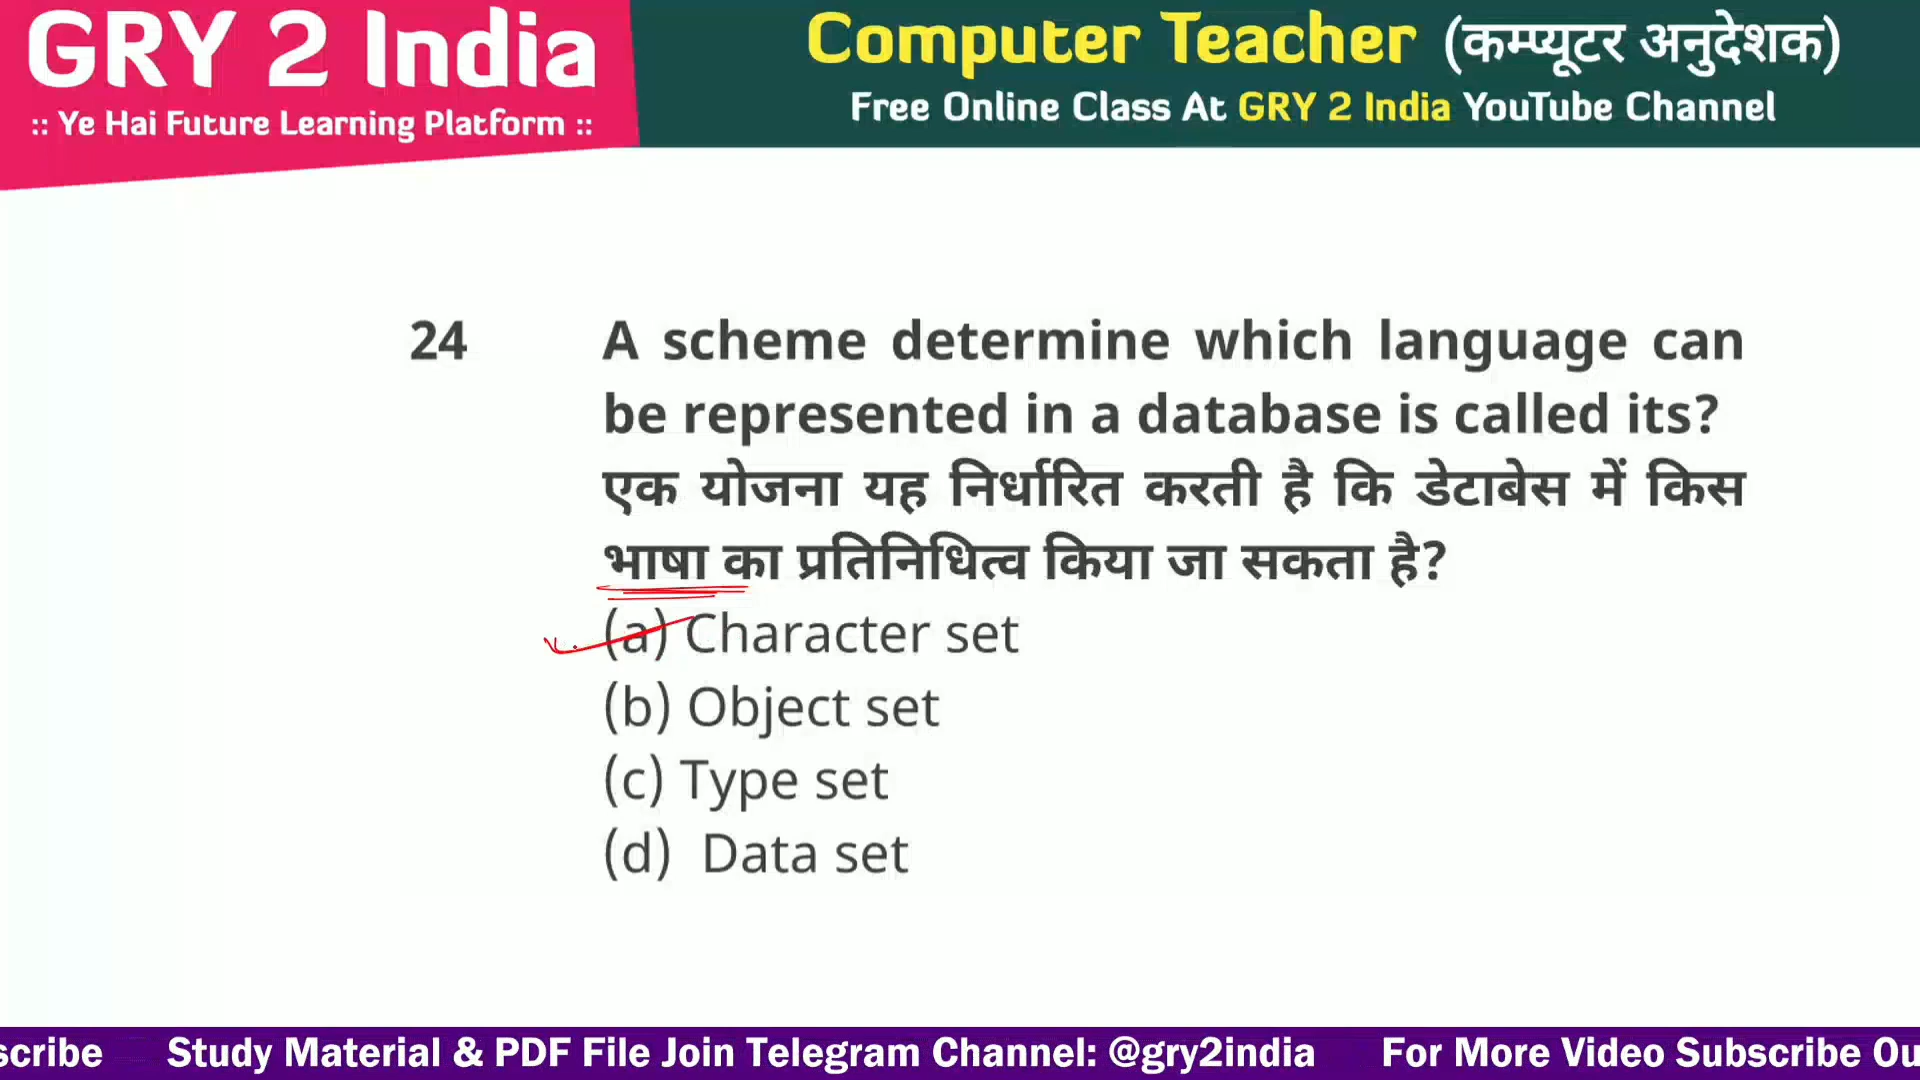 GRY 2 India
:: Ye Hai Future Learning Platform ::
Computer Teacher (कम्प्यूटर अनुदेशक)
Free Online Class At GRY 2 India YouTube Channel
24 A scheme determine which language can
be represented in a database is called its?
एक योजना यह निर्धारित करती है कि डेटाबेस में किस
भाषा का प्रतिनिधित्व किया जा सकता है?
(a) Character set
(b) Object set
(c) Type set
(d) Data set
scribe Study Material & PDF File Join Telegram Channel: @gry2india For More Video Subscribe Ou